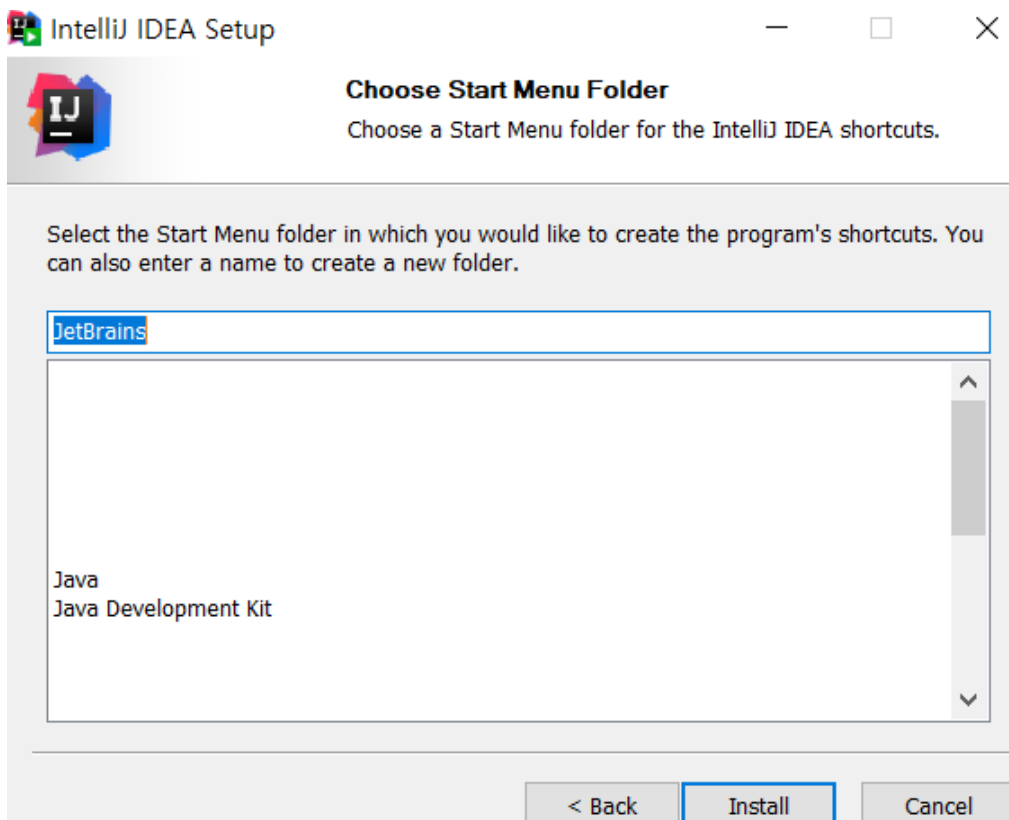 IntelliJ IDEA Setup
IJ
Choose Start Menu Folder
Choose a Start Menu folder for the IntelliJ IDEA shortcuts.
Select the Start Menu folder in which you would like to create the program's shortcuts. You
can also enter a name to create a new folder.
JetBrains
Java
Java Development Kit
< Back
Install
Cancel